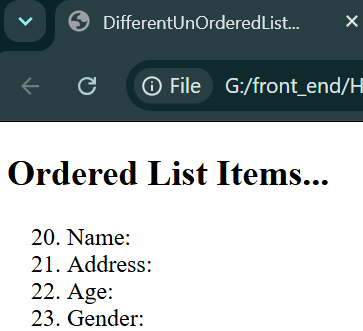 DifferentUnOrderedList...
File G:/front_end/H
Ordered List Items...
20. Name:
21. Address:
22. Age:
23. Gender: